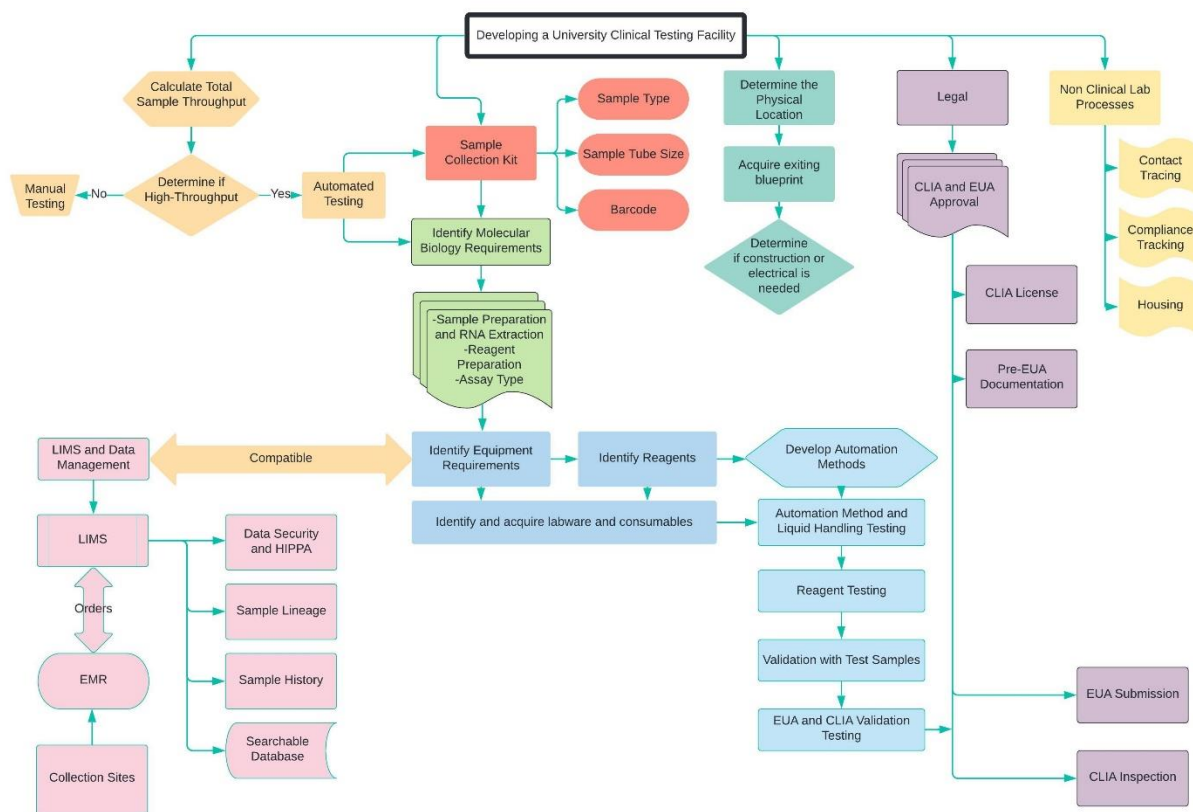 Developing a University Clinical Testing Facility
Calculate Total
Sample Throughput
Determine if
High-Throughput
No
Manual
Testing
Yes
Automated
Testing
Sample
Collection Kit
Sample Type
Sample Tube Size
Barcode
Identify Molecular
Biology Requirements
-Sample Preparation
and RNA Extraction
-Reagent
Preparation
-Assay Type
Determine the
Physical
Location
Acquire exiting
blueprint
Determine
if construction or
electrical is
needed
Legal
CLIA and EUA
Approval
CLIA License
Pre-EUA
Documentation
Non Clinical Lab
Processes
Contact
Tracing
Compliance
Tracking
Housing
LIMS and Data
Management
Compatible
Identify Equipment
Requirements
Identify Reagents
Develop Automation
Methods
Identify and acquire labware and consumables
Automation Method and
Liquid Handling Testing
Reagent Testing
Validation with Test Samples
EUA and CLIA Validation
Testing
LIMS
Data Security
and HIPPA
Sample Lineage
Sample History
Searchable
Database
Orders
EMR
Collection Sites
EUA Submission
CLIA Inspection